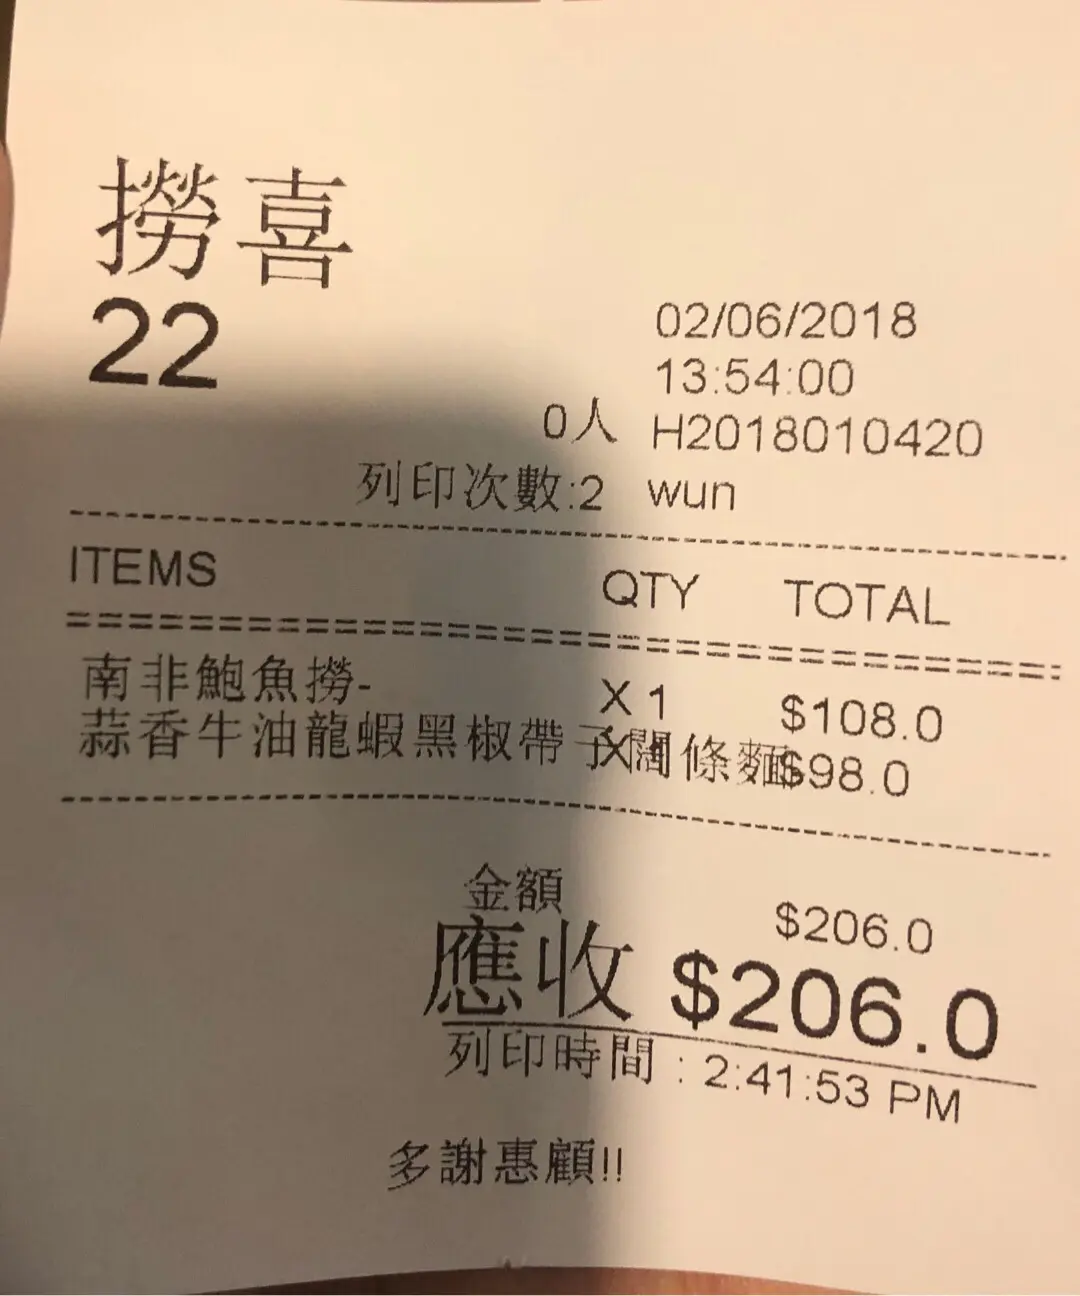 撈喜
22
02/06/2018
13:54:00
0人 H2018010420
列印次數:2 wun
ITEMS QTY TOTAL
南非鮑魚撈- X 1 $108.0
蒜香牛油龍蝦黑椒帶子闊條麵 $98.0
金額 $206.0
應收 $206.0
列印時間 : 2:41:53 PM
多謝惠顧!!